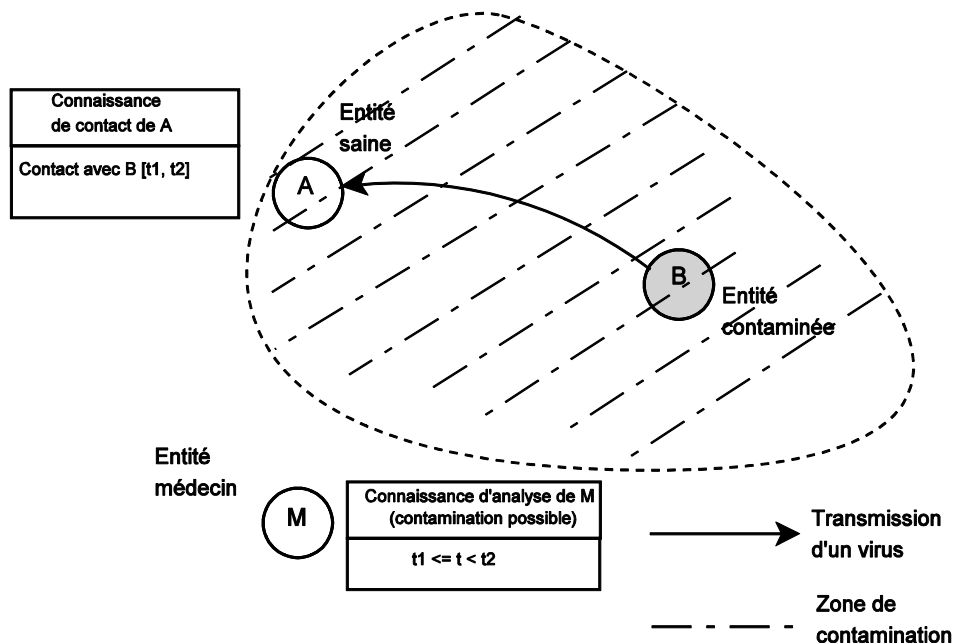 Connaissance
de contact de A
Contact avec B [t1, t2]
Entité
saine
A
B
Entité
contaminée
Entité
médecin
M
Connaissance d'analyse de M
(contamination possible)
t1 <= t < t2
Transmission
d'un virus
Zone de
contamination